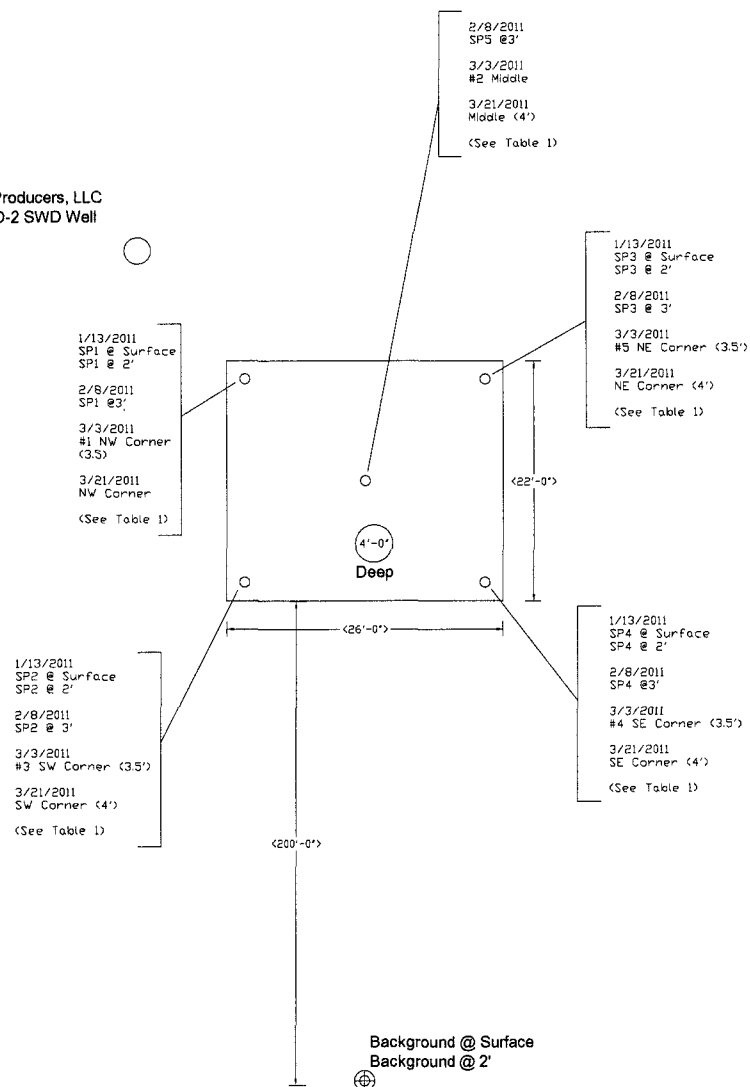 2/8/2011
SP5 @3'
3/3/2011
#2 Middle
3/21/2011
Middle (4')
(See Table 1)
Producers, LLC
D-2 SWD Well
1/13/2011
SP3 @ Surface
SP3 @ 2'
2/8/2011
SP3 @ 3'
3/3/2011
#5 NE Corner (3.5')
3/21/2011
NE Corner (4')
(See Table 1)
1/13/2011
SP1 @ Surface
SP1 @ 2'
2/8/2011
SP1 @3'
3/3/2011
#1 NW Corner
(3.5)
3/21/2011
NW Corner
(See Table 1)
<22'-0">
4'-0"
Deep
<26'-0">
1/13/2011
SP4 @ Surface
SP4 @ 2'
2/8/2011
SP4 @3'
3/3/2011
#4 SE Corner (3.5')
3/21/2011
SE Corner (4')
(See Table 1)
1/13/2011
SP2 @ Surface
SP2 @ 2'
2/8/2011
SP2 @ 3'
3/3/2011
#3 SW Corner (3.5')
3/21/2011
SW Corner (4')
(See Table 1)
<200'-0">
Background @ Surface
Background @ 2'